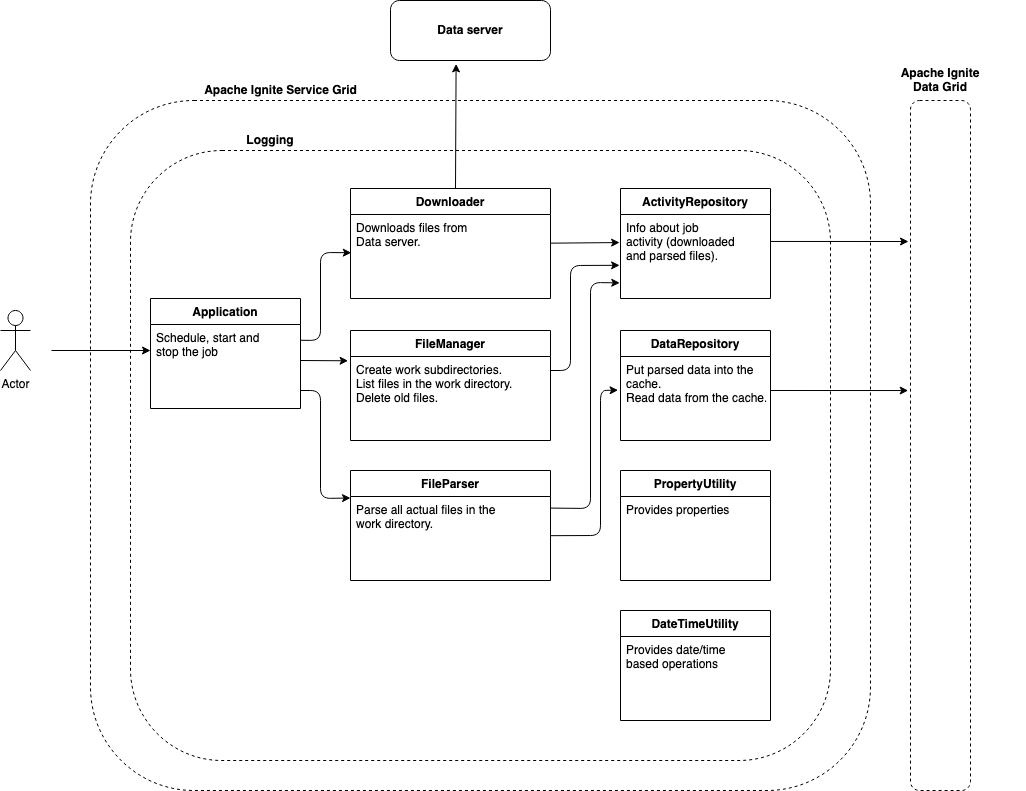 Data server
Apache Ignite
Data Grid
Apache Ignite Service Grid
Logging
Downloader
Downloads files from
Data server.
ActivityRepository
Info about job
activity (downloaded
and parsed files).
Application
Schedule, start and
stop the job
Actor
FileManager
Create work subdirectories.
List files in the work directory.
Delete old files.
DataRepository
Put parsed data into the
cache.
Read data from the cache.
FileParser
Parse all actual files in the
work directory.
PropertyUtility
Provides properties
DateTimeUtility
Provides date/time
based operations